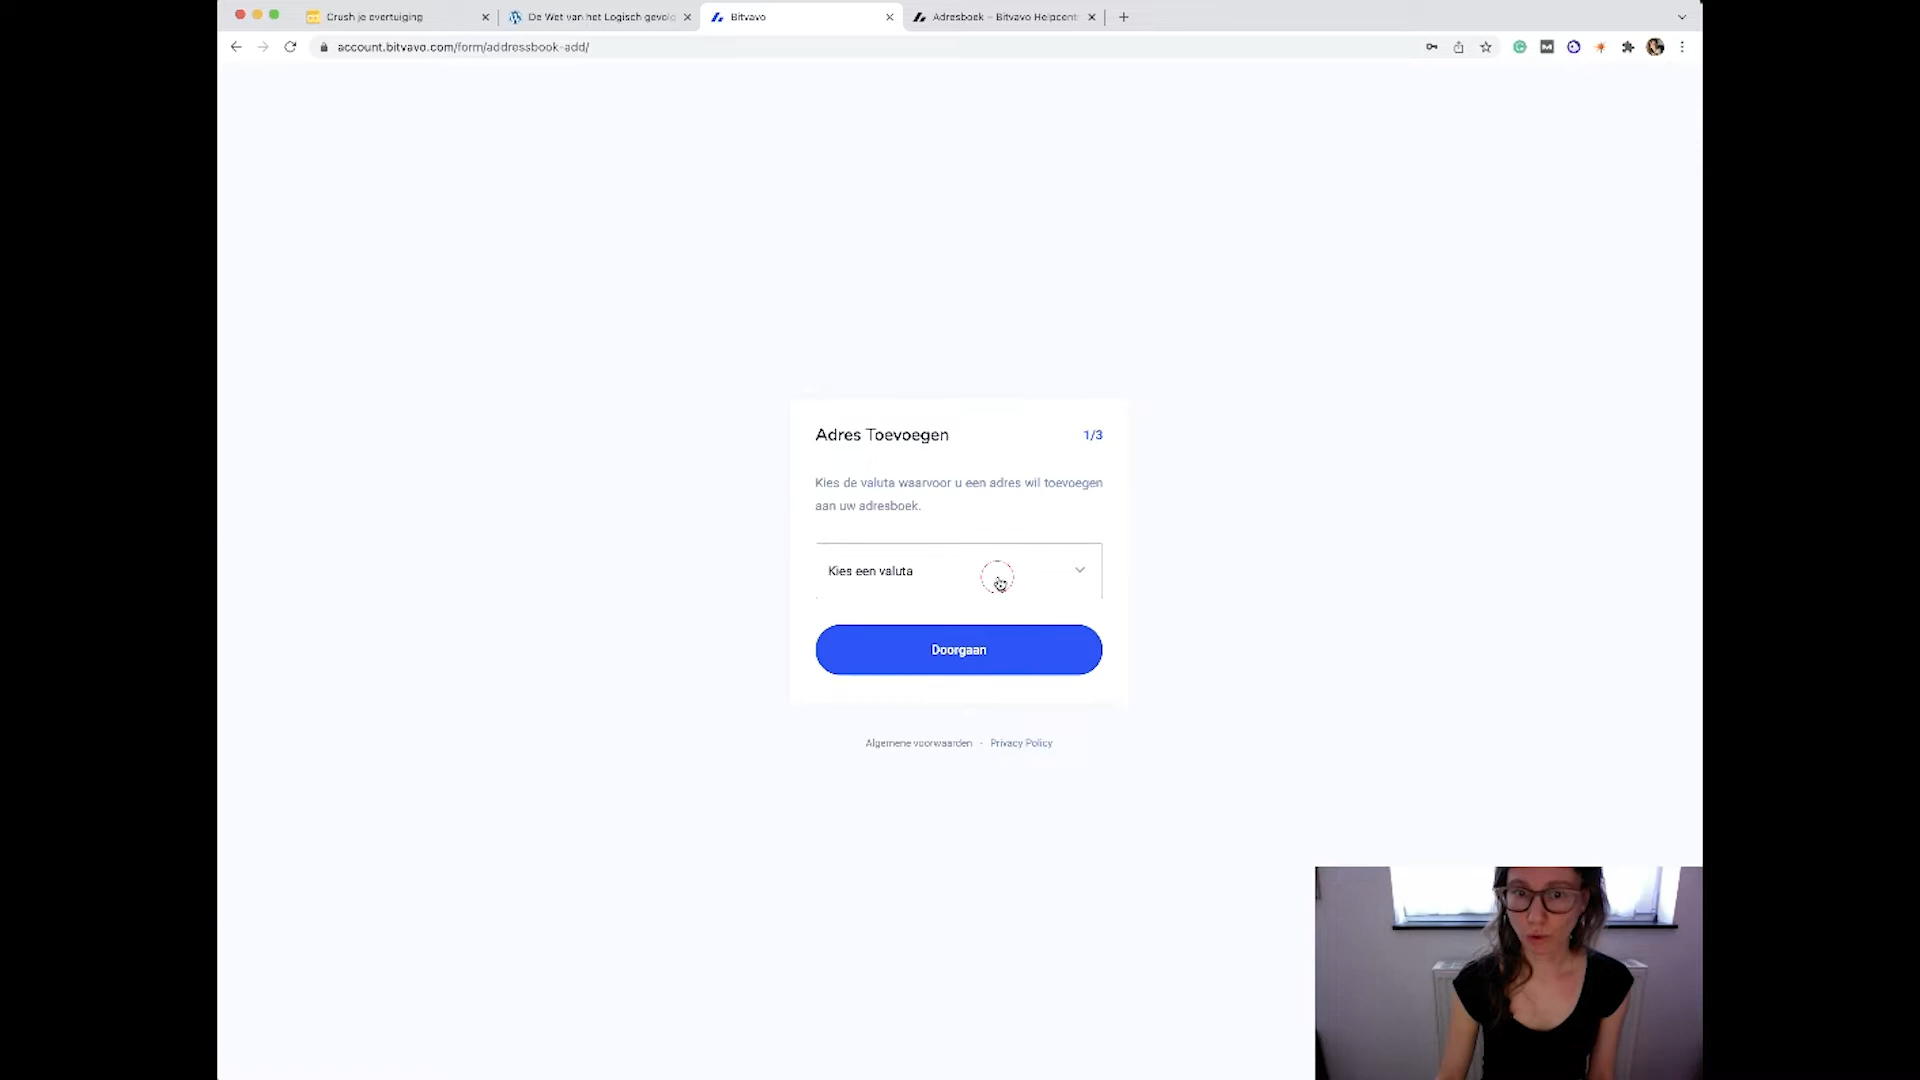 Crush je overtuiging
De Wet van het Logisch gevolg
Bitvavo
Adresboek – Bitvavo Helpcent
account.bitvavo.com/form/addressbook-add/
Adres Toevoegen
1/3
Kies de valuta waarvoor u een adres wil toevoegen
aan uw adresboek.
Kies een valuta
Doorgaan
Algemene voorwaarden - Privacy Policy